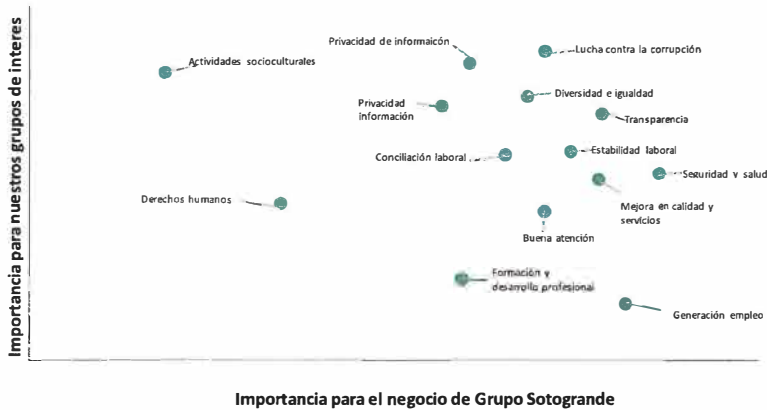 Importancia para nuestros grupos de interes
Privacidad de informaicón
Lucha contra la corrupción
Actividades socioculturales
Diversidad e igualdad
Privacidad
información
Transparencia
Conciliación laboral
Estabilidad laboral
Seguridad y salud
Derechos humanos
Mejora en calidad y
servicios
Buena atención
Formación y
desarrollo profesional
Generación empleo
Importancia para el negocio de Grupo Sotogrande